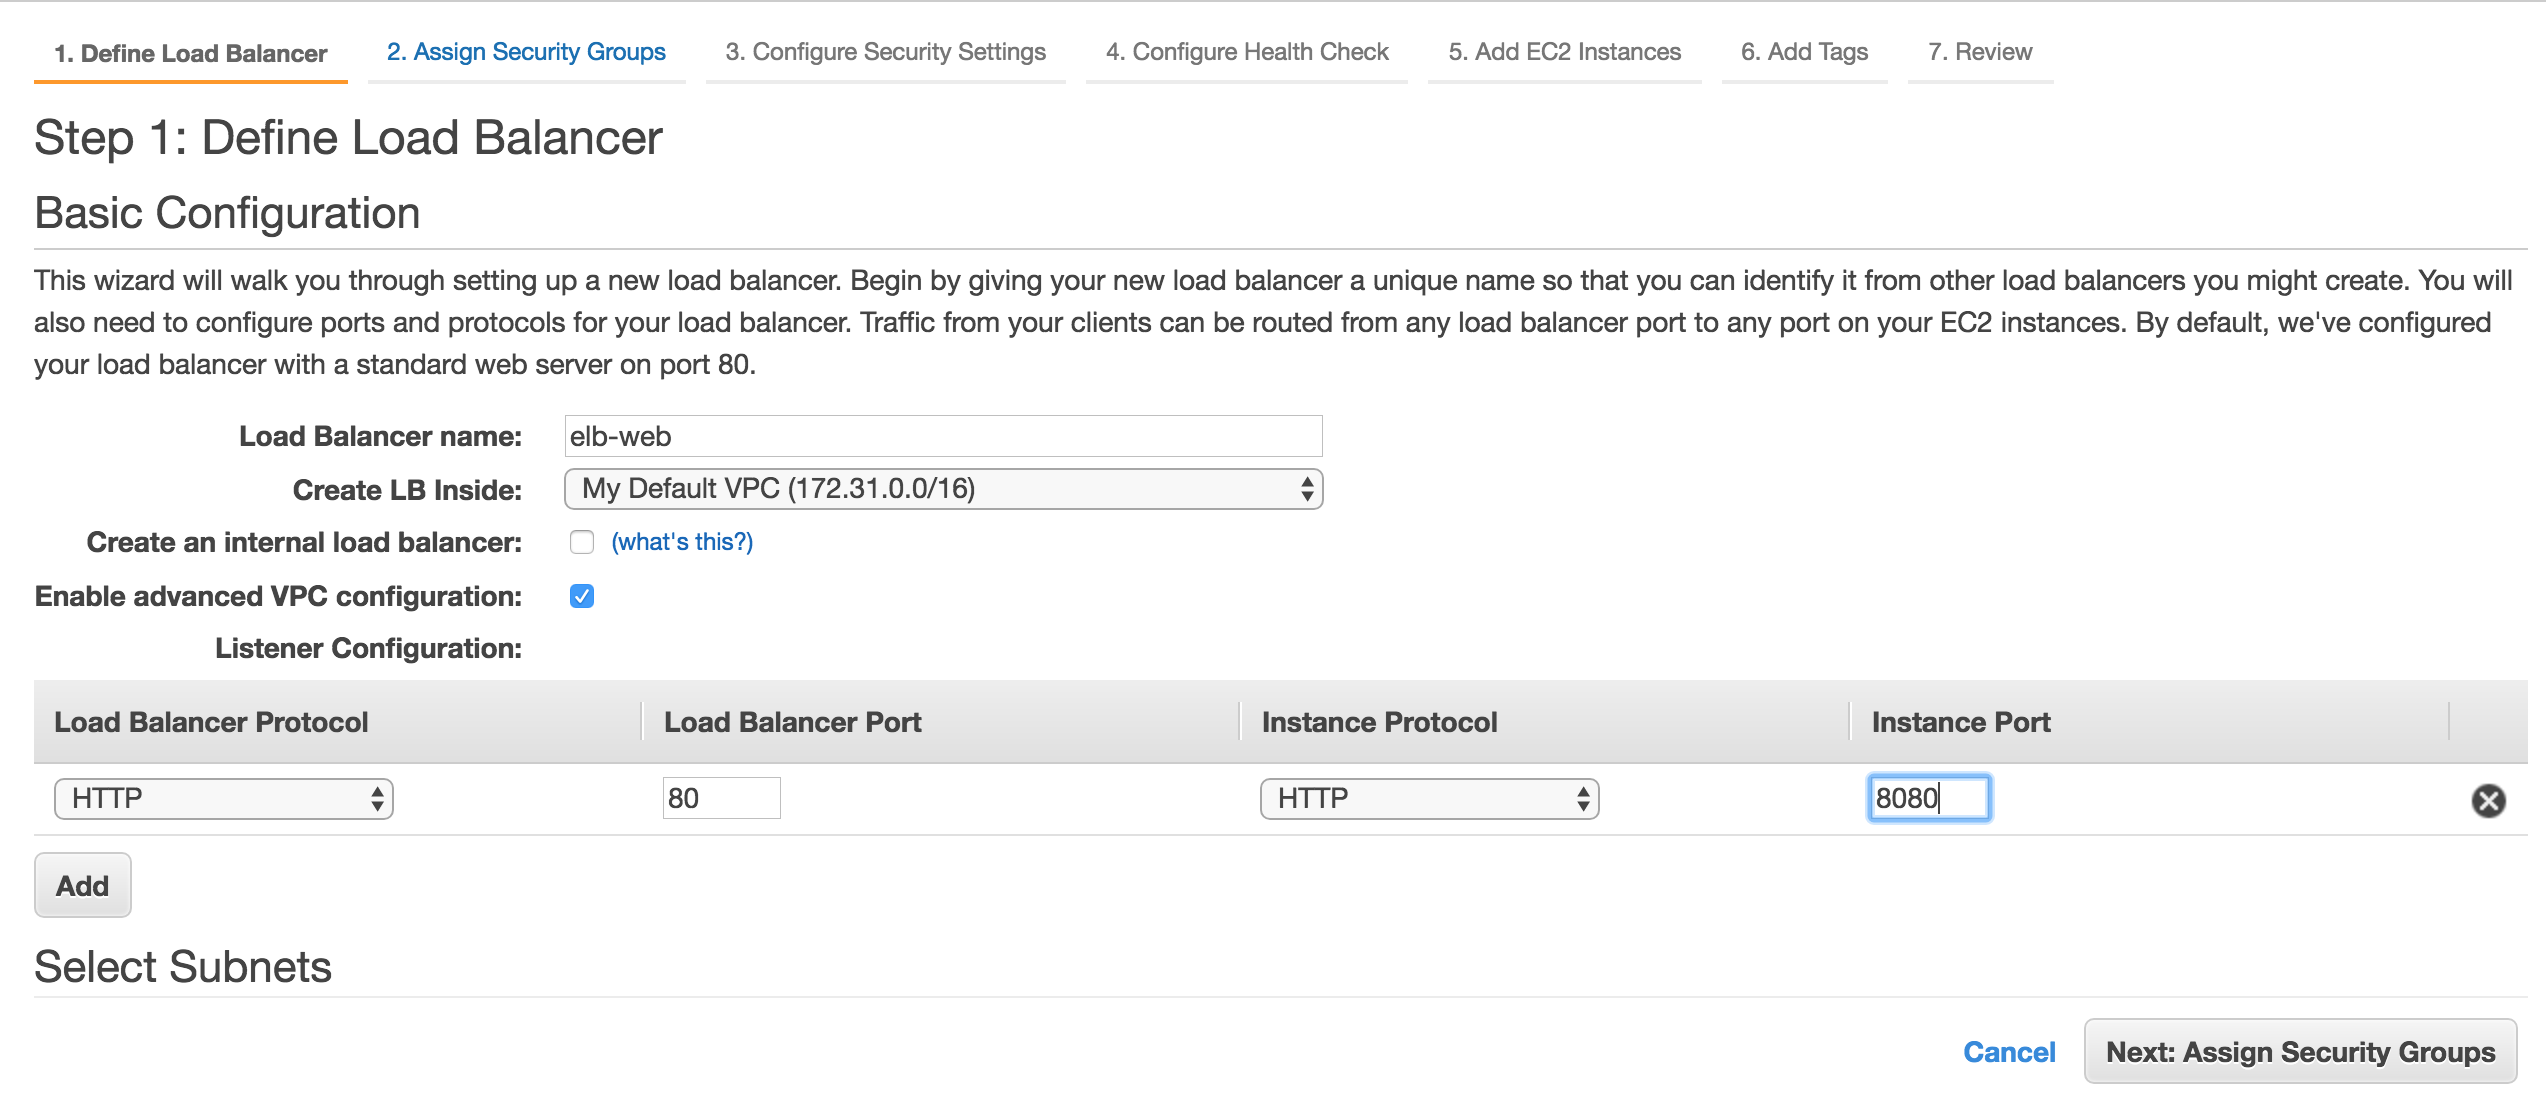 1. Define Load Balancer 2. Assign Security Groups 3. Configure Security Settings 4. Configure Health Check 5. Add EC2 Instances 6. Add Tags 7. Review
Step 1: Define Load Balancer
Basic Configuration
This wizard will walk you through setting up a new load balancer. Begin by giving your new load balancer a unique name so that you can identify it from other load balancers you might create. You will
also need to configure ports and protocols for your load balancer. Traffic from your clients can be routed from any load balancer port to any port on your EC2 instances. By default, we've configured
your load balancer with a standard web server on port 80.
Load Balancer name: elb-web
Create LB Inside: My Default VPC (172.31.0.0/16)
Create an internal load balancer: (what's this?)
Enable advanced VPC configuration:
Listener Configuration:
Load Balancer Protocol Load Balancer Port Instance Protocol Instance Port
HTTP 80 HTTP 8080
Add
Select Subnets
Cancel Next: Assign Security Groups